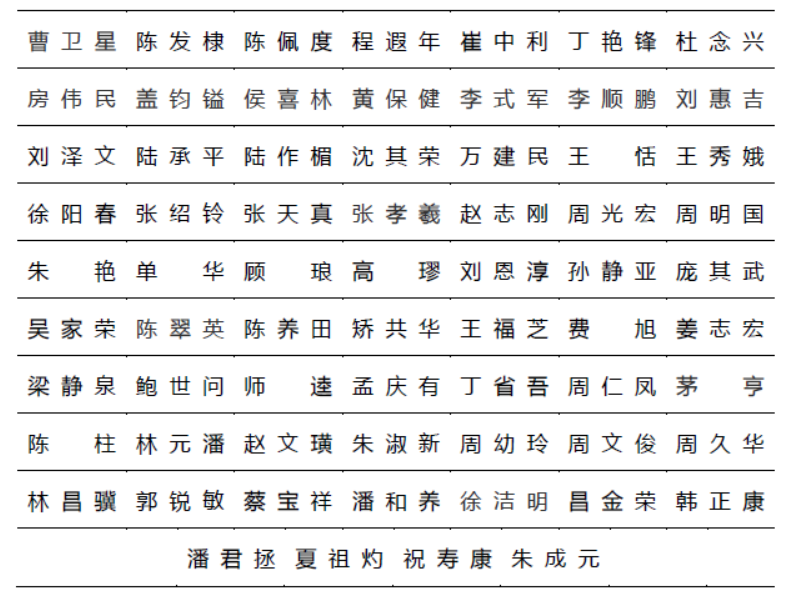 曹卫星 陈发棣 陈佩度 程遐年 崔中利 丁艳锋 杜念兴
房伟民 盖钧镒 侯喜林 黄保健 李式军 李顺鹏 刘惠吉
刘泽文 陆承平 陆作楣 沈其荣 万建民 王恬 王秀娥
徐阳春 张绍铃 张天真 张孝羲 赵志刚 周光宏 周明国
朱艳 单华 顾琅 高璆 刘恩淳 孙静亚 庞其武
吴家荣 陈翠英 陈养田 矫共华 王福芝 费旭 姜志宏
梁静泉 鲍世问 师逵 孟庆有 丁省吾 周仁凤 茅亨
陈柱 林元潘 赵文璜 朱淑新 周幼玲 周文俊 周久华
林昌骥 郭锐敏 蔡宝祥 潘和养 徐洁明 昌金荣 韩正康
潘君拯 夏祖灼 祝寿康 朱成元